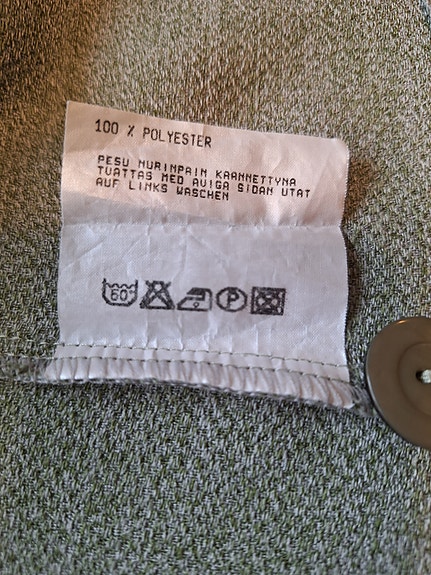 100 % POLYESTER
PESU NURINPAIN KAANNETTYNA
TVATTAS MED AVIGA SIDAN UTAT
AUF LINKS WASCHEN
60 P